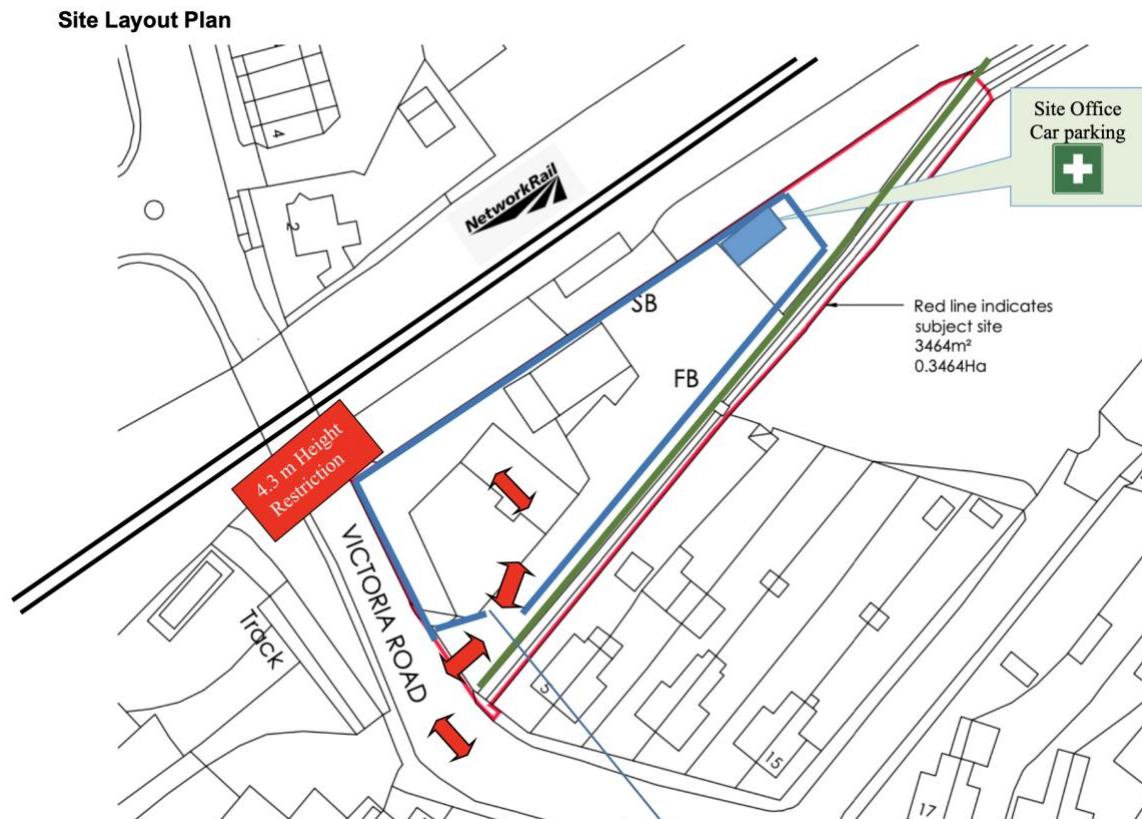 Site Layout Plan
4
Site Office
Car parking
2
NetworkRail
SB
Red line indicates
subject site
3464m²
0.3464Ha
FB
4.3 m Height
Restriction
VICTORIA ROAD
Track
5
15
17